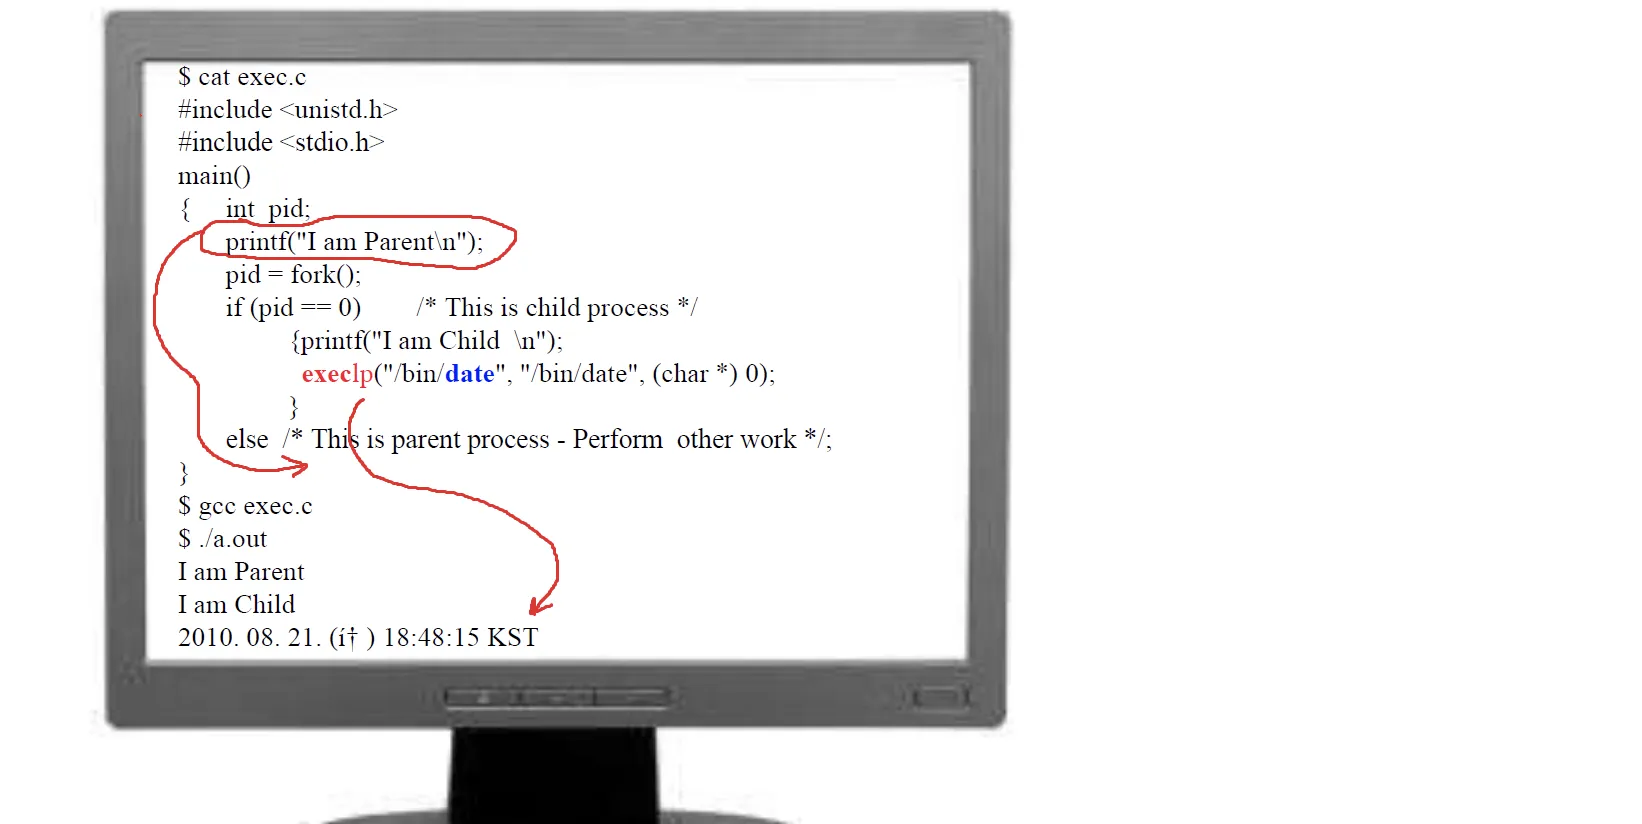 $ cat exec.c
#include <unistd.h>
#include <stdio.h>
main()
{ int pid;
printf("I am Parent\n");
pid = fork();
if (pid == 0) /* This is child process */
{printf("I am Child \n");
execlp("/bin/date", "/bin/date", (char *) 0);
}
else /* This is parent process - Perform other work */;
}
$ gcc exec.c
$ ./a.out
I am Parent
I am Child
2010. 08. 21. (í† ) 18:48:15 KST